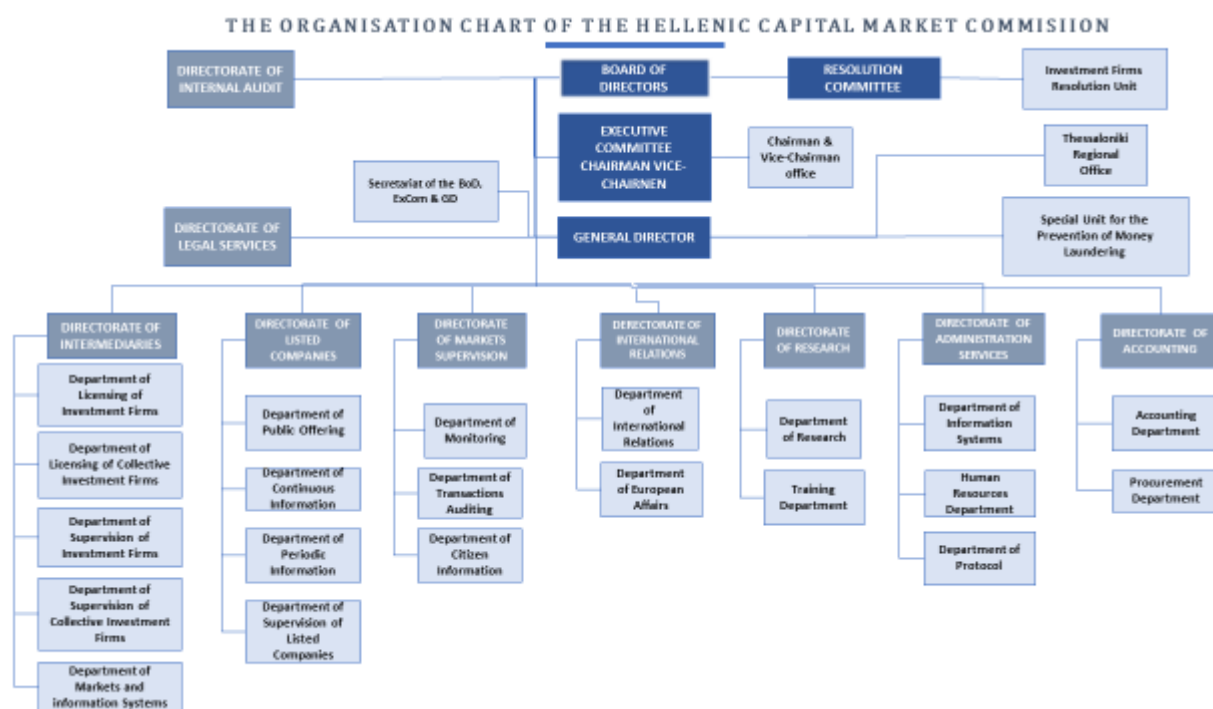 THE ORGANISATION CHART OF THE HELLENIC CAPITAL MARKET COMMISIION
DIRECTORATE OF
INTERNAL AUDIT
BOARD OF
DIRECTORS
RESOLUTION
COMMITTEE
Investment Firms
Resolution Unit
EXECUTIVE
COMMITTEE
CHAIRMAN VICE-
CHAIRNEN
Chairman &
Vice-Chairman
office
Thessaloniki
Regional
Office
Secretariat of the BoD,
ExCom & GD
DIRECTORATE OF
LEGAL SERVICES
GENERAL DIRECTOR
Special Unit for the
Prevention of Money
Laundering
DIRECTORATE OF
INTERMEDIARIES
DIRECTORATE OF
LISTED
COMPANIES
DIRECTORATE
OF MARKETS
SUPERVISION
DERECTORATE OF
INTERNATIONAL
RELATIONS
DIRECTORATE
OF RESEARCH
DIRECTORATE OF
ADMINISTRATION
SERVICES
DIRECTORATE OF
ACCOUNTING
Department of
Licensing of
Investment Firms
Department of
Licensing of Collective
Investment Firms
Department of
Supervision of
Investment Firms
Department of
Supervision of
Collective Investment
Firms
Department of
Markets and
information Systems
Department of
Public Offering
Department of
Continuous
Information
Department of
Periodic
Information
Department of
Supervision of
Listed
Companies
Department of
Monitoring
Department of
Transactions
Auditing
Department of
Citizen
Information
Department
of
International
Relations
Department
of European
Affairs
Department
of Research
Training
Department
Department of
Information
Systems
Human
Resources
Department
Department of
Protocol
Accounting
Department
Procurement
Department